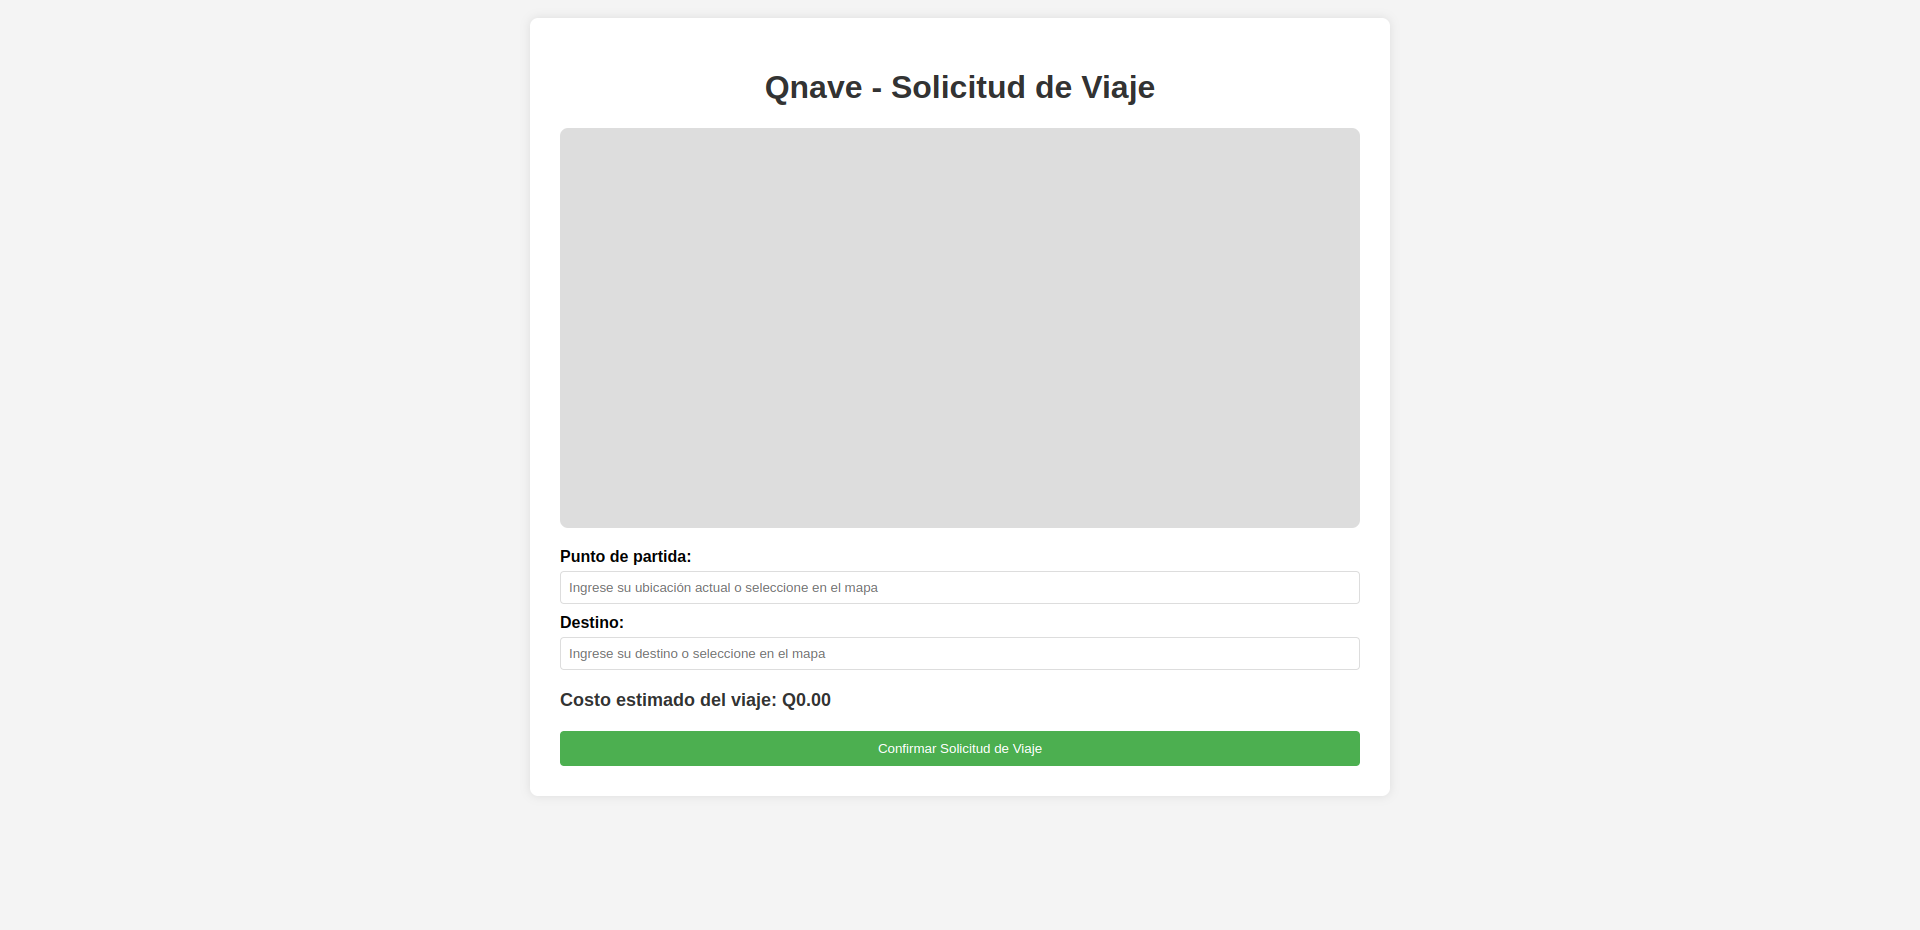 Qnave - Solicitud de Viaje
Punto de partida:
Ingrese su ubicación actual o seleccione en el mapa
Destino:
Ingrese su destino o seleccione en el mapa
Costo estimado del viaje: Q0.00
Confirmar Solicitud de Viaje